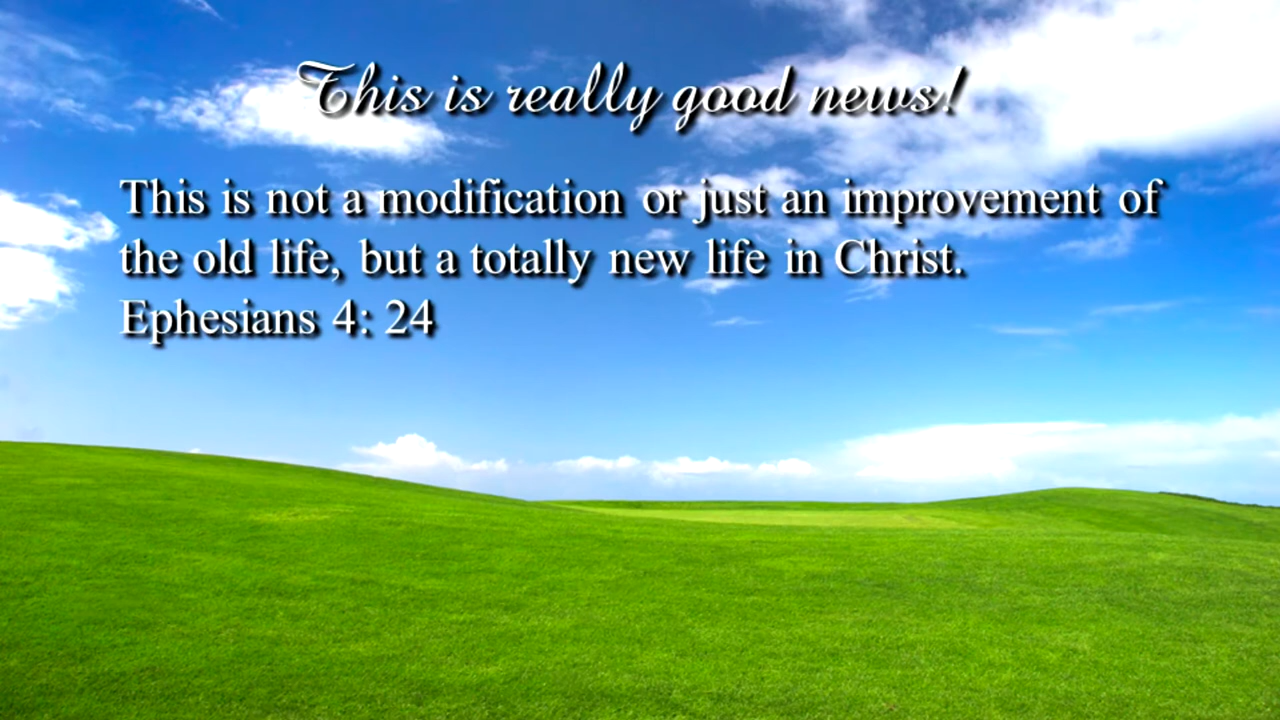 This is really good news!
This is not a modification or just an improvement of
the old life, but a totally new life in Christ.
Ephesians 4: 24